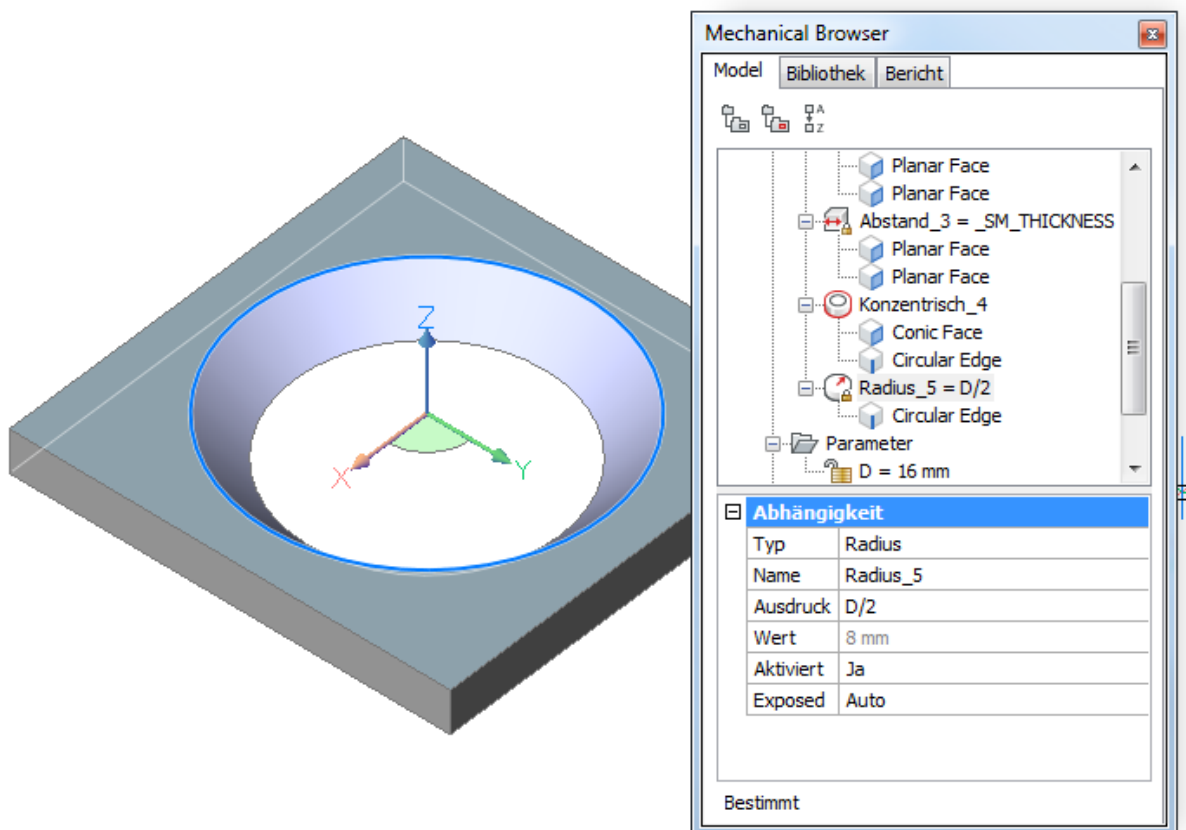 Mechanical Browser
Model Bibliothek Bericht
A
Z
Planar Face
Planar Face
Abstand_3 = _SM_THICKNESS
Planar Face
Planar Face
Konzentrisch_4
Conic Face
Circular Edge
Radius_5 = D/2
Circular Edge
Parameter
D = 16 mm
Abhängigkeit
Typ Radius
Name Radius_5
Ausdruck D/2
Wert 8 mm
Aktiviert Ja
Exposed Auto
Bestimmt
Z
X
Y